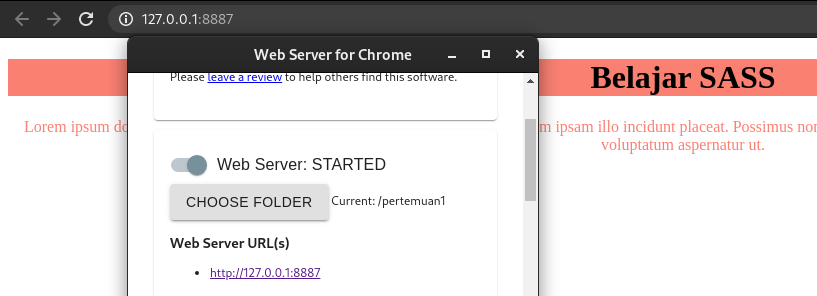 127.0.0.1:8887
Web Server for Chrome
Please leave a review to help others find this software.
Belajar SASS
Lorem ipsum
ipsam illo incidunt placeat. Possimus
voluptatum aspernatur ut.
Web Server: STARTED
CHOOSE FOLDER Current: /pertemuan1
Web Server URL(s)
http://127.0.0.1:8887